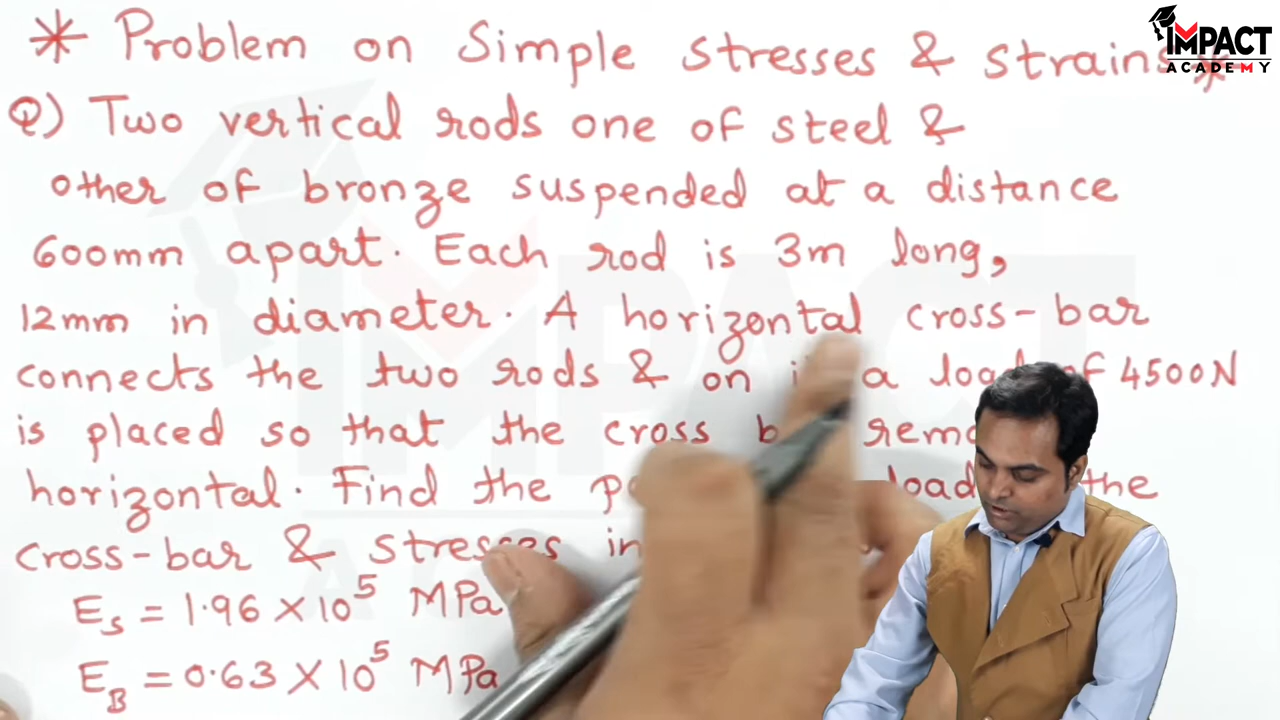 * Problem on Simple stresses & strains *
IMPACT
ACADEMY
Q) Two vertical rods one of steel &
other of bronze suspended at a distance
600mm apart. Each rod is 3m long,
12mm in diameter. A horizontal cross-bar
connects the two rods & on a load of 4500N
is placed so that the cross
horizontal. Find the load the
cross-bar & stresses in
E_S = 1.96 × 10^5 MPa
E_B = 0.63 × 10^5 MPa